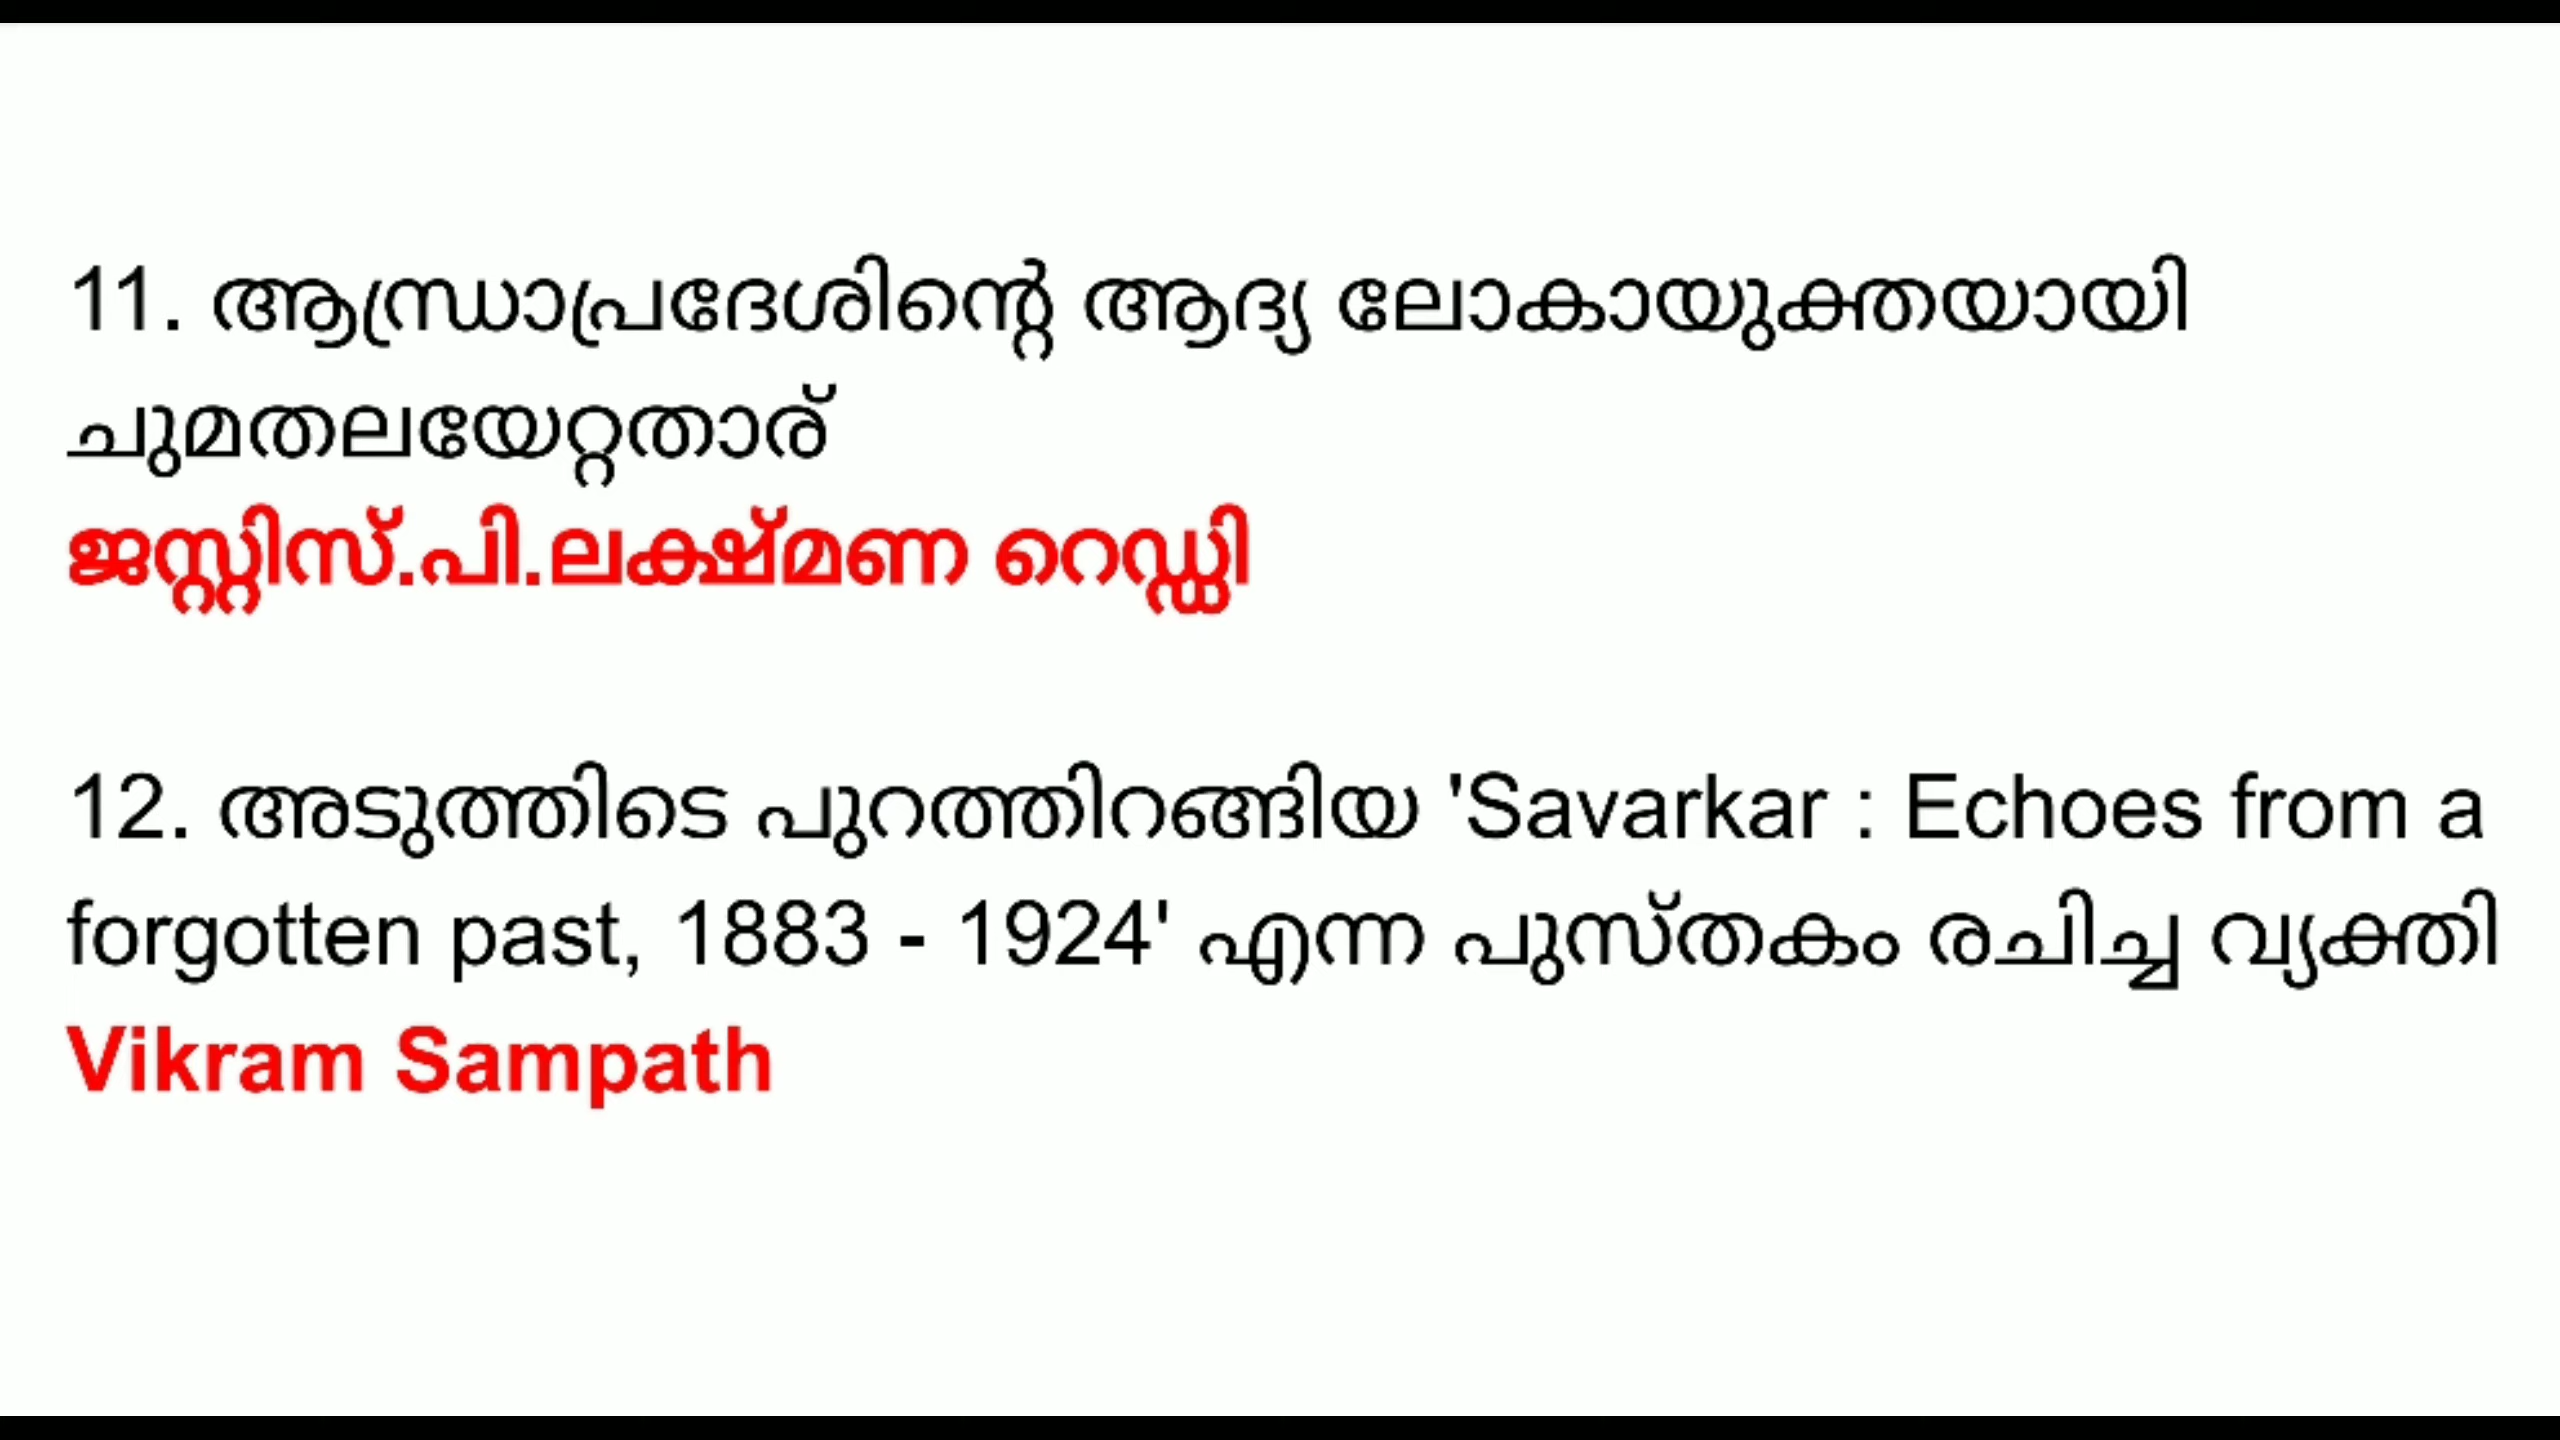 11. ആന്ധ്രാപ്രദേശിന്റെ ആദ്യ ലോകായുക്തയായി
ചുമതലയേറ്റതാര്
ജസ്റ്റിസ്.പി.ലക്ഷ്മണ റെഡ്ഡി
12. അടുത്തിടെ പുറത്തിറങ്ങിയ 'Savarkar : Echoes from a
forgotten past, 1883 - 1924' എന്ന പുസ്തകം രചിച്ച വ്യക്തി
Vikram Sampath